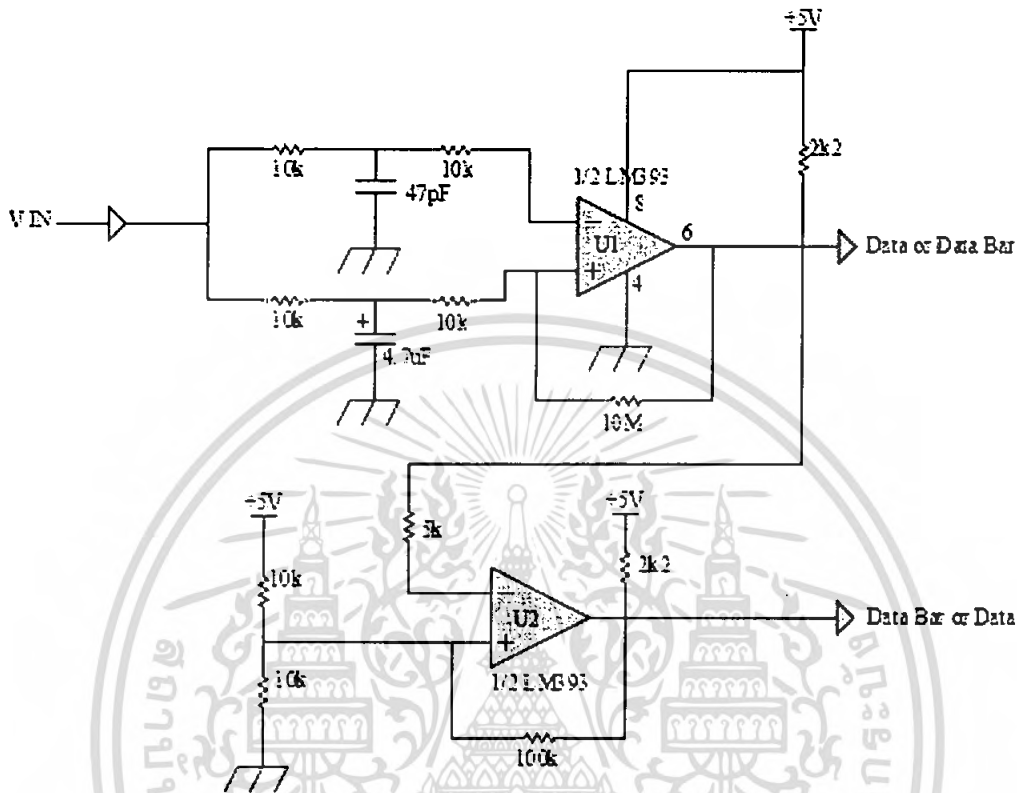 +5V
2k2
10k
10k
1/2 LM393
47pF
8
V IN
6
U1
Data or Data Bar
4
10k
10k
+
4.7uF
10M
+5V
+5V
5k
2k2
10k
U2
Data Bar or Data
10k
1/2 LM393
100k